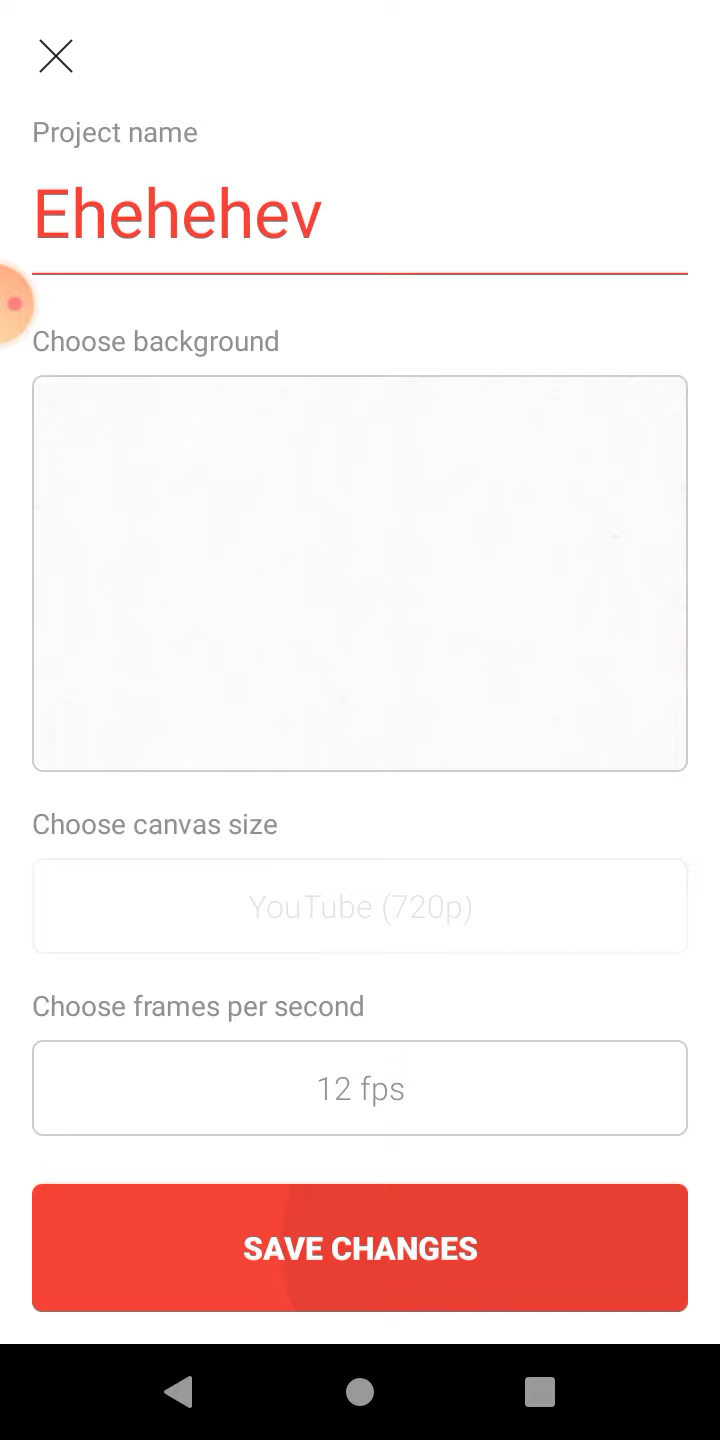 Project name
Ehehehev
Choose background
Choose canvas size
YouTube (720p)
Choose frames per second
12 fps
SAVE CHANGES